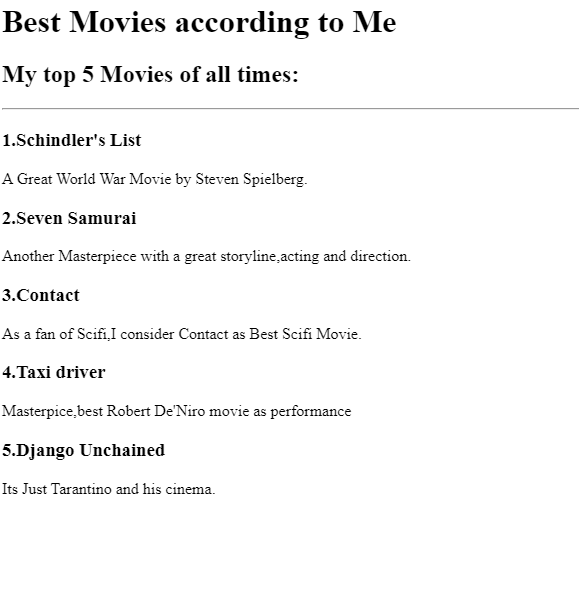 Best Movies according to Me
My top 5 Movies of all times:
1.Schindler's List
A Great World War Movie by Steven Spielberg.
2.Seven Samurai
Another Masterpiece with a great storyline,acting and direction.
3.Contact
As a fan of Scifi,I consider Contact as Best Scifi Movie.
4.Taxi driver
Masterpice,best Robert De'Niro movie as performance
5.Django Unchained
Its Just Tarantino and his cinema.